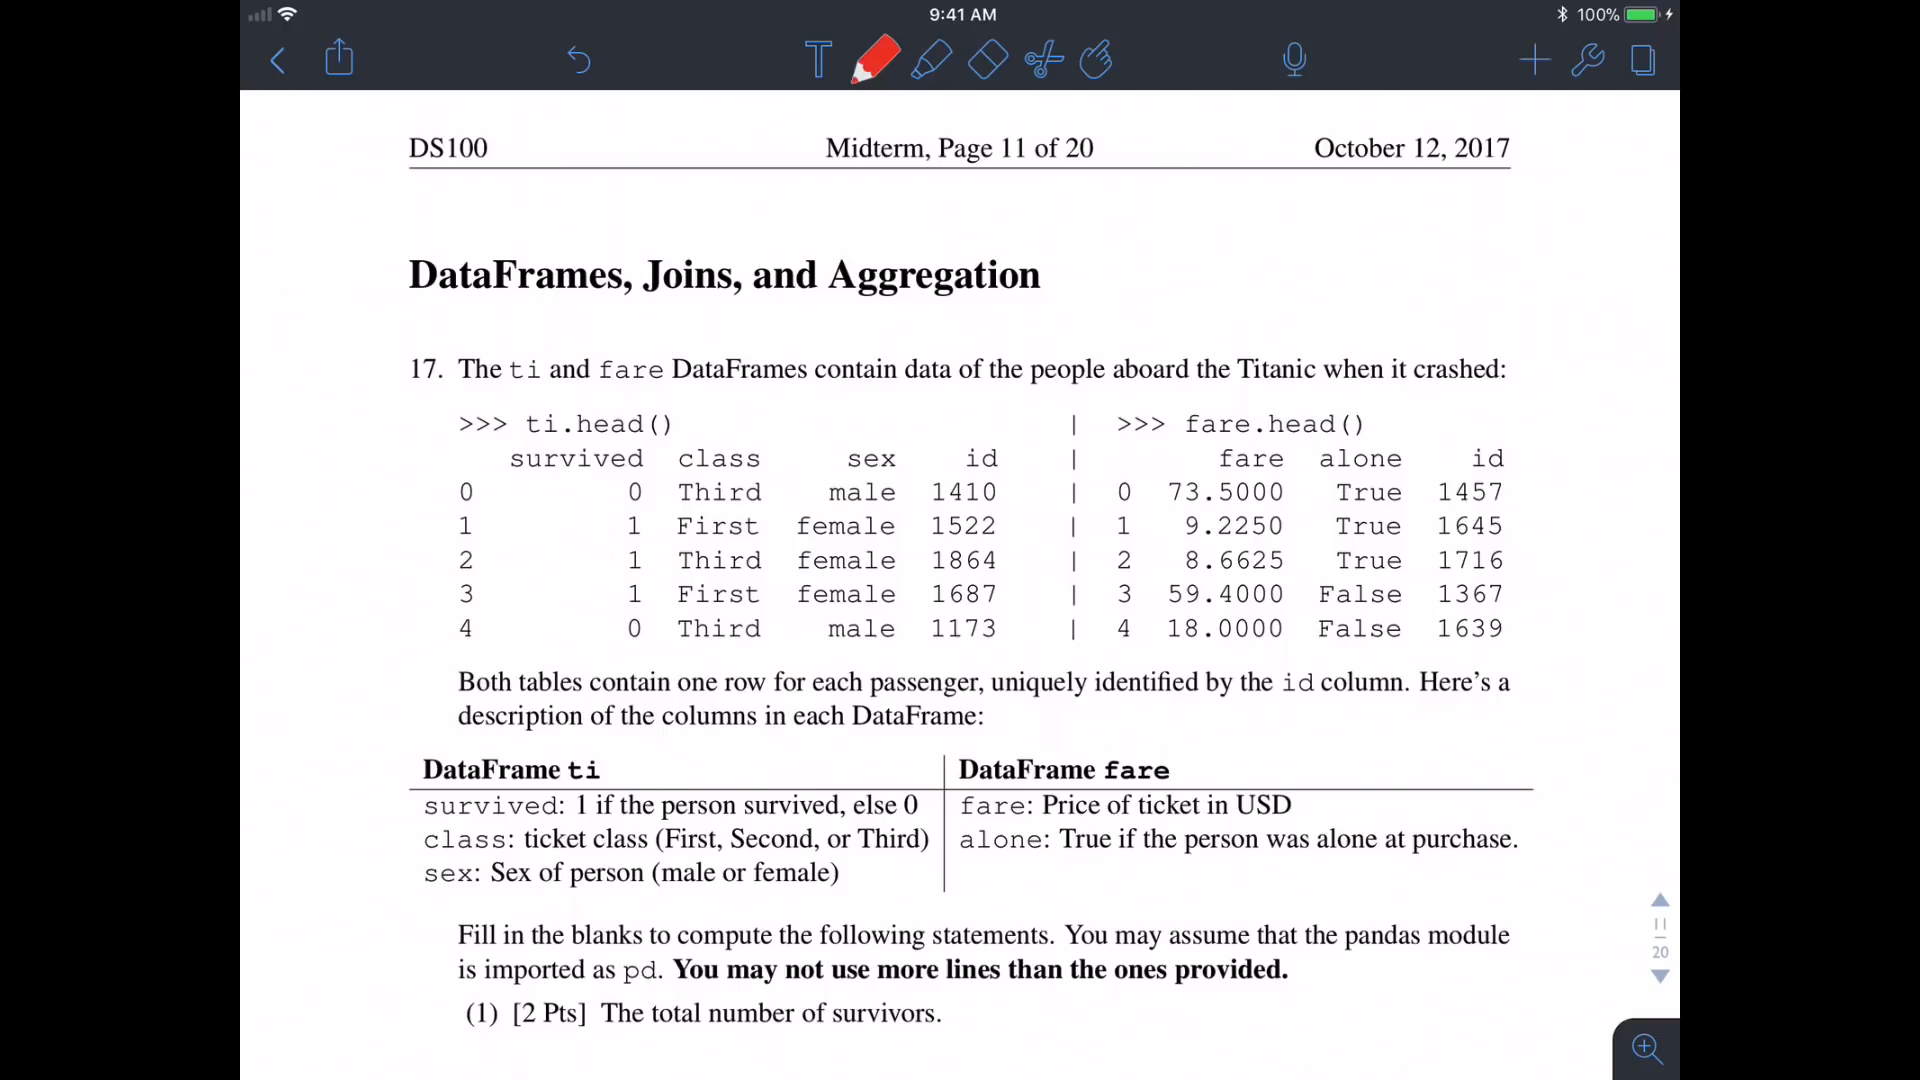 9:41 AM
100%
T
DS100 Midterm, Page 11 of 20 October 12, 2017
DataFrames, Joins, and Aggregation
17. The ti and fare DataFrames contain data of the people aboard the Titanic when it crashed:
>>> ti.head() | >>> fare.head()
survived class sex id | fare alone id
0 0 Third male 1410 | 0 73.5000 True 1457
1 1 First female 1522 | 1 9.2250 True 1645
2 1 Third female 1864 | 2 8.6625 True 1716
3 1 First female 1687 | 3 59.4000 False 1367
4 0 Third male 1173 | 4 18.0000 False 1639
Both tables contain one row for each passenger, uniquely identified by the id column. Here's a
description of the columns in each DataFrame:
DataFrame ti DataFrame fare
survived: 1 if the person survived, else 0 fare: Price of ticket in USD
class: ticket class (First, Second, or Third) alone: True if the person was alone at purchase.
sex: Sex of person (male or female)
Fill in the blanks to compute the following statements. You may assume that the pandas module
is imported as pd. You may not use more lines than the ones provided.
(1) [2 Pts] The total number of survivors.
11
20